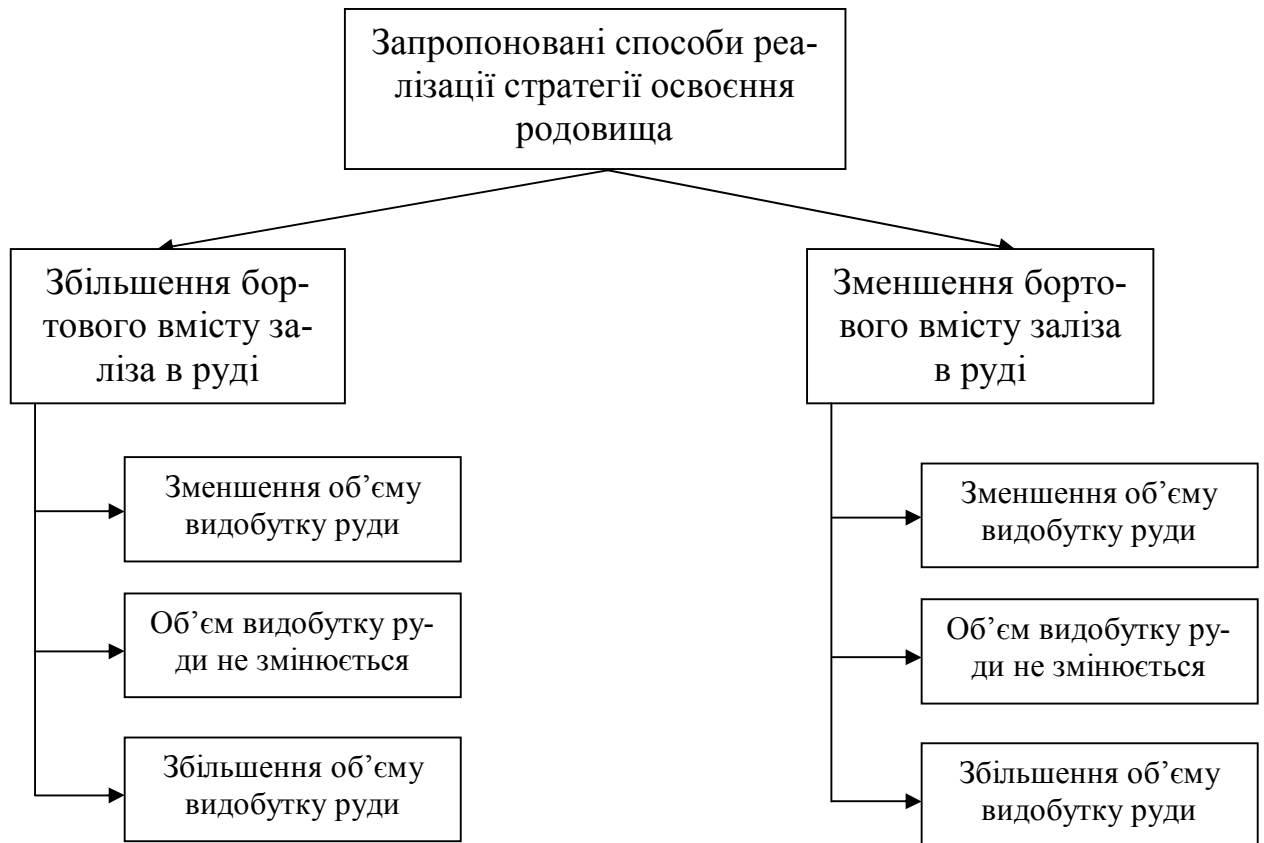 Запропоновані способи реа-
лізації стратегії освоєння
родовища
Збільшення бор-
тового вмісту за-
ліза в руді
Зменшення об’єму
видобутку руди
Об’єм видобутку ру-
ди не змінюється
Збільшення об’єму
видобутку руди
Зменшення борто-
вого вмісту заліза
в руді
Зменшення об’єму
видобутку руди
Об’єм видобутку ру-
ди не змінюється
Збільшення об’єму
видобутку руди